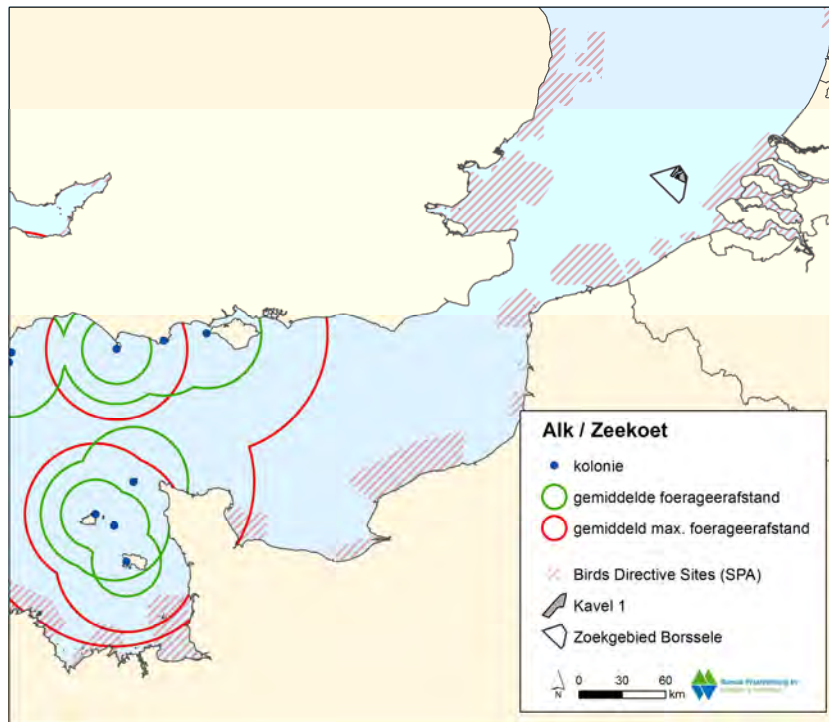 Alk / Zeekoet
kolonie
gemiddelde foerageerafstand
gemiddeld max. foerageerafstand
Birds Directive Sites (SPA)
Kavel 1
Zoekgebied Borssele
N
0 30 60
km